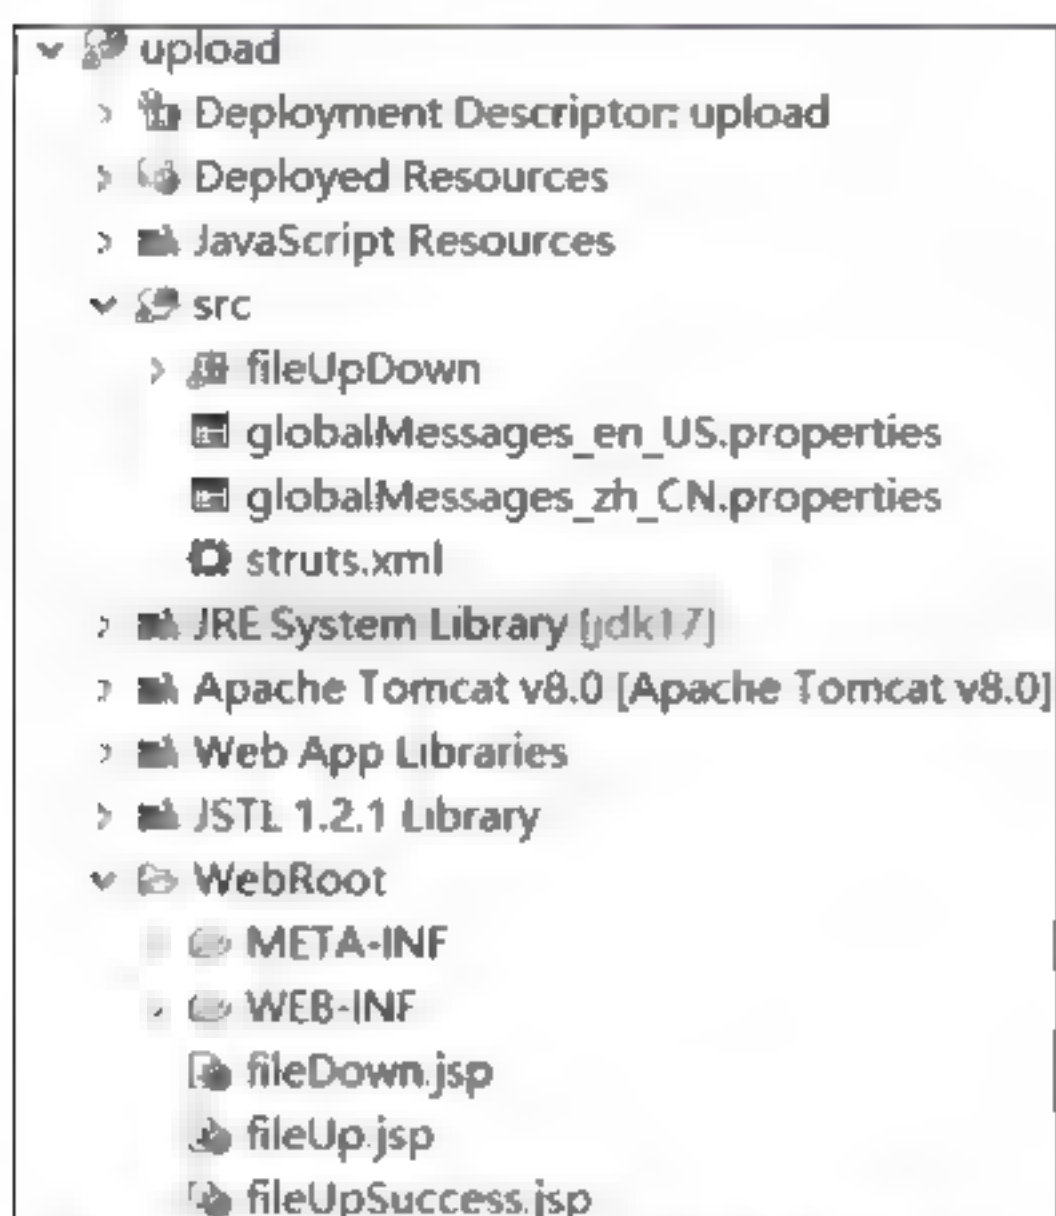 upload
Deployment Descriptor: upload
Deployed Resources
JavaScript Resources
src
fileUpDown
globalMessages_en_US.properties
globalMessages_zh_CN.properties
struts.xml
JRE System Library [jdk17]
Apache Tomcat v8.0 [Apache Tomcat v8.0]
Web App Libraries
JSTL 1.2.1 Library
WebRoot
META-INF
WEB-INF
fileDown.jsp
fileUp.jsp
fileUpSuccess.jsp